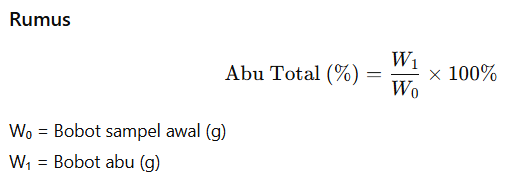 Rumus
Abu Total (%) = W₁/W₀ × 100%
W₀ = Bobot sampel awal (g)
W₁ = Bobot abu (g)